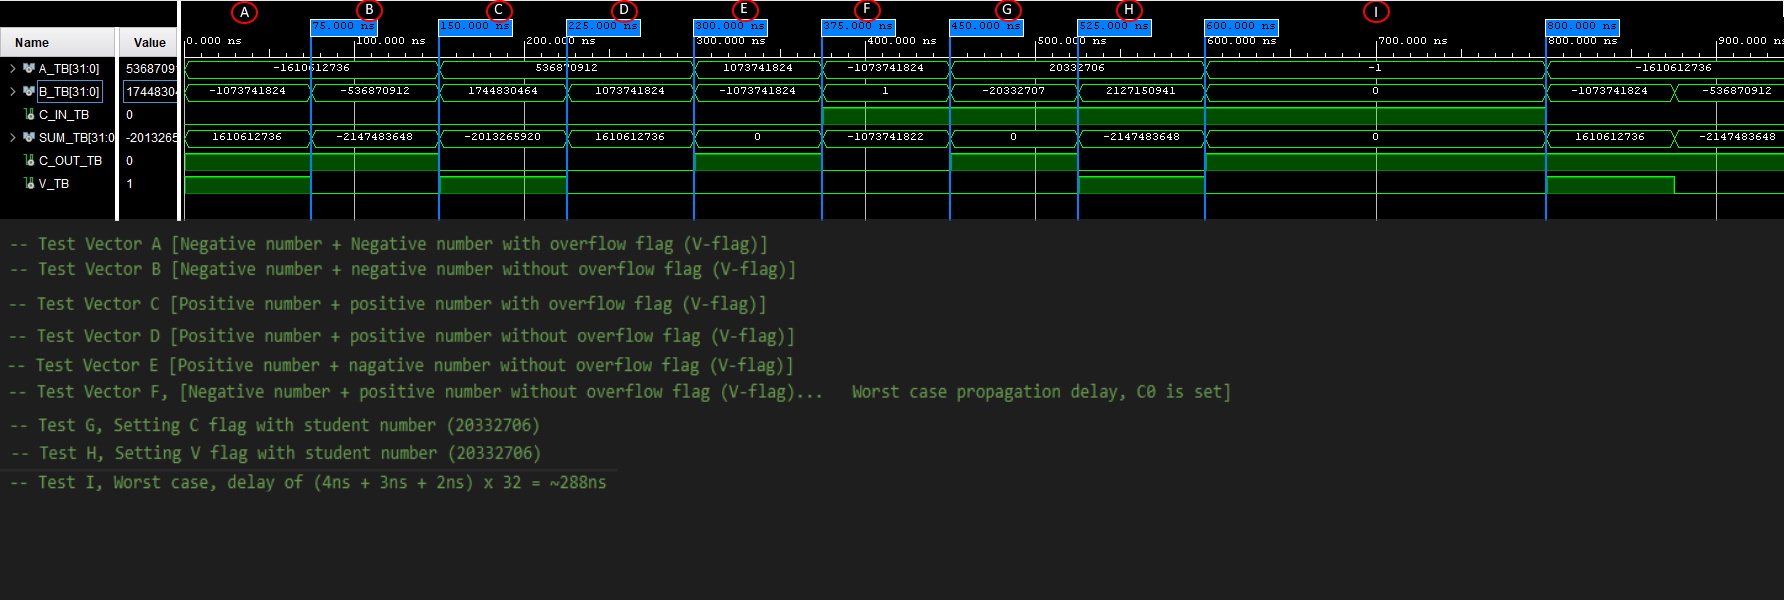 A B C D E F G H I
75.000 ns 150.000 ns 225.000 ns 300.000 ns 375.000 ns 450.000 ns 525.000 ns 600.000 ns 800.000 ns
Name Value 0.000 ns 100.000 ns 200.000 ns 300.000 ns 400.000 ns 500.000 ns 600.000 ns 700.000 ns 800.000 ns 900.000 ns
A_TB[31:0] 53687091 -1610612736 536870912 1073741824 -1073741824 20332706 -1 -1610612736
B_TB[31:0] 17448304 -1073741824 -536870912 1744830464 1073741824 -1073741824 1 -20332707 2127150941 0 -1073741824 -536870912
C_IN_TB 0
SUM_TB[31:0 -2013265 1610612736 -2147483648 -2013265920 1610612736 0 -1073741822 0 -2147483648 0 1610612736 -2147483648
C_OUT_TB 0
V_TB 1
-- Test Vector A [Negative number + Negative number with overflow flag (V-flag)]
-- Test Vector B [Negative number + negative number without overflow flag (V-flag)]
-- Test Vector C [Positive number + positive number with overflow flag (V-flag)]
-- Test Vector D [Positive number + positive number without overflow flag (V-flag)]
-- Test Vector E [Positive number + nagative number without overflow flag (V-flag)]
-- Test Vector F, [Negative number + positive number without overflow flag (V-flag)... Worst case propagation delay, C0 is set]
-- Test G, Setting C flag with student number (20332706)
-- Test H, Setting V flag with student number (20332706)
-- Test I, Worst case, delay of (4ns + 3ns + 2ns) x 32 = ~288ns